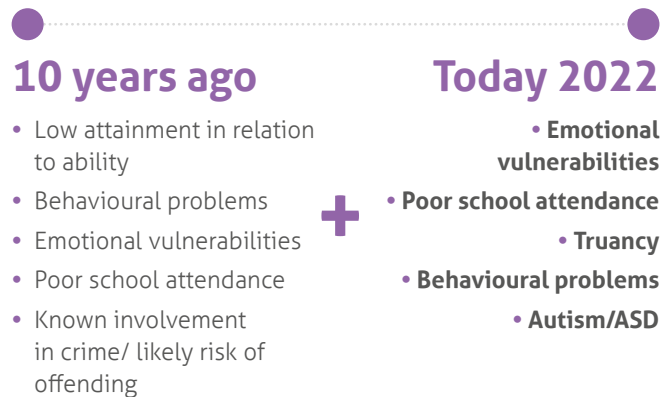 10 years ago
• Low attainment in relation
to ability
• Behavioural problems
• Emotional vulnerabilities
• Poor school attendance
• Known involvement
in crime/ likely risk of
offending
+
Today 2022
• Emotional
vulnerabilities
• Poor school attendance
• Truancy
• Behavioural problems
• Autism/ASD